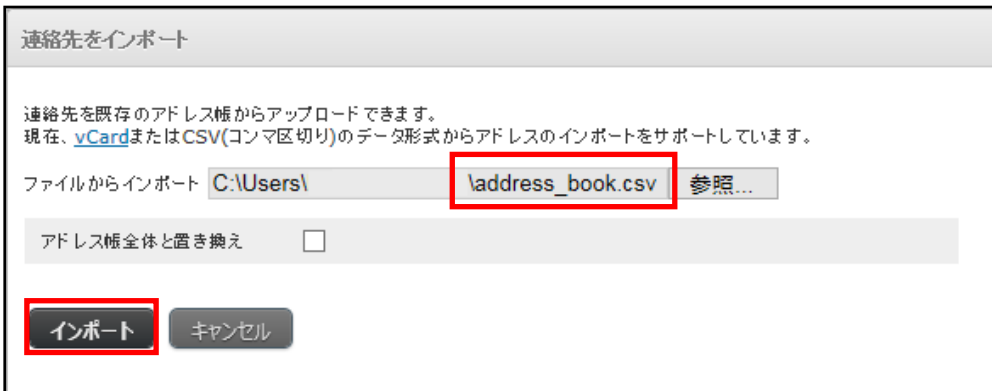 連絡先をインポート
連絡先を既存のアドレス帳からアップロードできます。
現在、vCardまたはCSV(コンマ区切り)のデータ形式からアドレスのインポートをサポートしています。
ファイルからインポート C:\Users\ \address_book.csv 参照...
アドレス帳全体と置き換え
インポート キャンセル